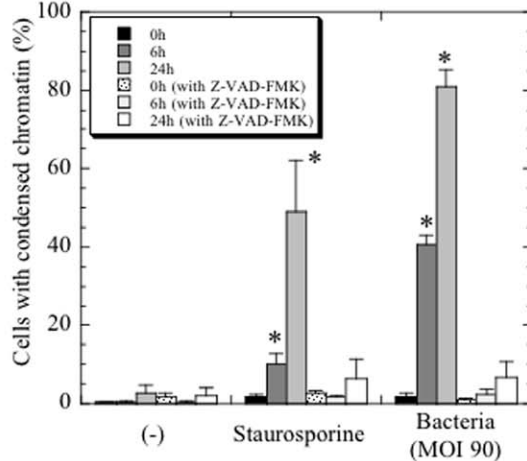 Cells with condensed chromatin (%)
100
80
60
40
20
0
0h
6h
24h
0h (with Z-VAD-FMK)
6h (with Z-VAD-FMK)
24h (with Z-VAD-FMK)
*
*
*
*
(-)
Staurosporine
Bacteria
(MOI 90)